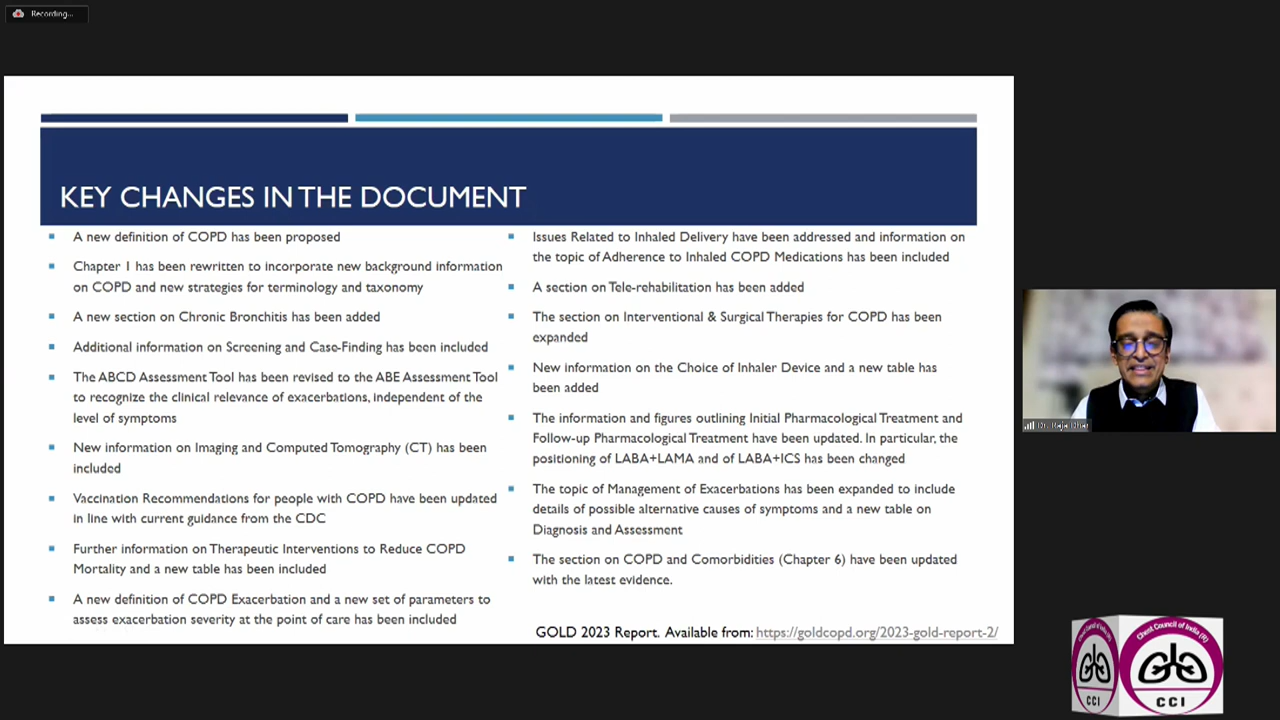 Recording...
KEY CHANGES IN THE DOCUMENT
A new definition of COPD has been proposed
Chapter 1 has been rewritten to incorporate new background information
on COPD and new strategies for terminology and taxonomy
A new section on Chronic Bronchitis has been added
Additional information on Screening and Case-Finding has been included
The ABCD Assessment Tool has been revised to the ABE Assessment Tool
to recognize the clinical relevance of exacerbations, independent of the
level of symptoms
New information on Imaging and Computed Tomography (CT) has been
included
Vaccination Recommendations for people with COPD have been updated
in line with current guidance from the CDC
Further information on Therapeutic Interventions to Reduce COPD
Mortality and a new table has been included
A new definition of COPD Exacerbation and a new set of parameters to
assess exacerbation severity at the point of care has been included
Issues Related to Inhaled Delivery have been addressed and information on
the topic of Adherence to Inhaled COPD Medications has been included
A section on Tele-rehabilitation has been added
The section on Interventional & Surgical Therapies for COPD has been
expanded
New information on the Choice of Inhaler Device and a new table has
been added
The information and figures outlining Initial Pharmacological Treatment and
Follow-up Pharmacological Treatment have been updated. In particular, the
positioning of LABA+LAMA and of LABA+ICS has been changed
The topic of Management of Exacerbations has been expanded to include
details of possible alternative causes of symptoms and a new table on
Diagnosis and Assessment
The section on COPD and Comorbidities (Chapter 6) have been updated
with the latest evidence.
GOLD 2023 Report. Available from: https://goldcopd.org/2023-gold-report-2/
Dr. Raja Dhar
Chest Council of India (R)
CCI
CCI